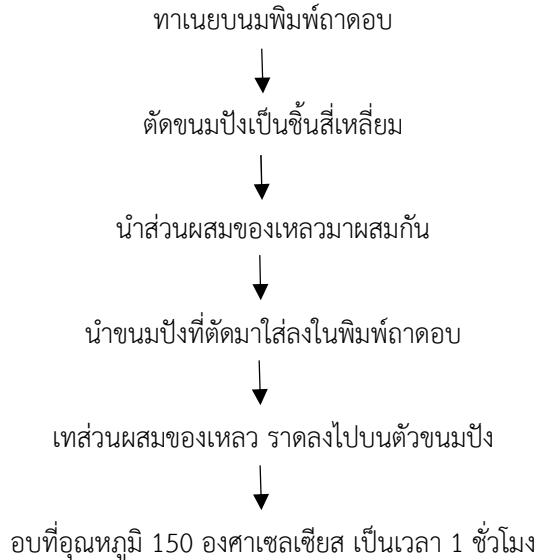 ทาเนยบนมพิมพ์ถาดอบ
ตัดขนมปังเป็นชิ้นสี่เหลี่ยม
นำส่วนผสมของเหลวมาผสมกัน
นำขนมปังที่ตัดมาใส่ลงในพิมพ์ถาดอบ
เทส่วนผสมของเหลว ราดลงไปบนตัวขนมปัง
อบที่อุณหภูมิ 150 องศาเซลเซียส เป็นเวลา 1 ชั่วโมง